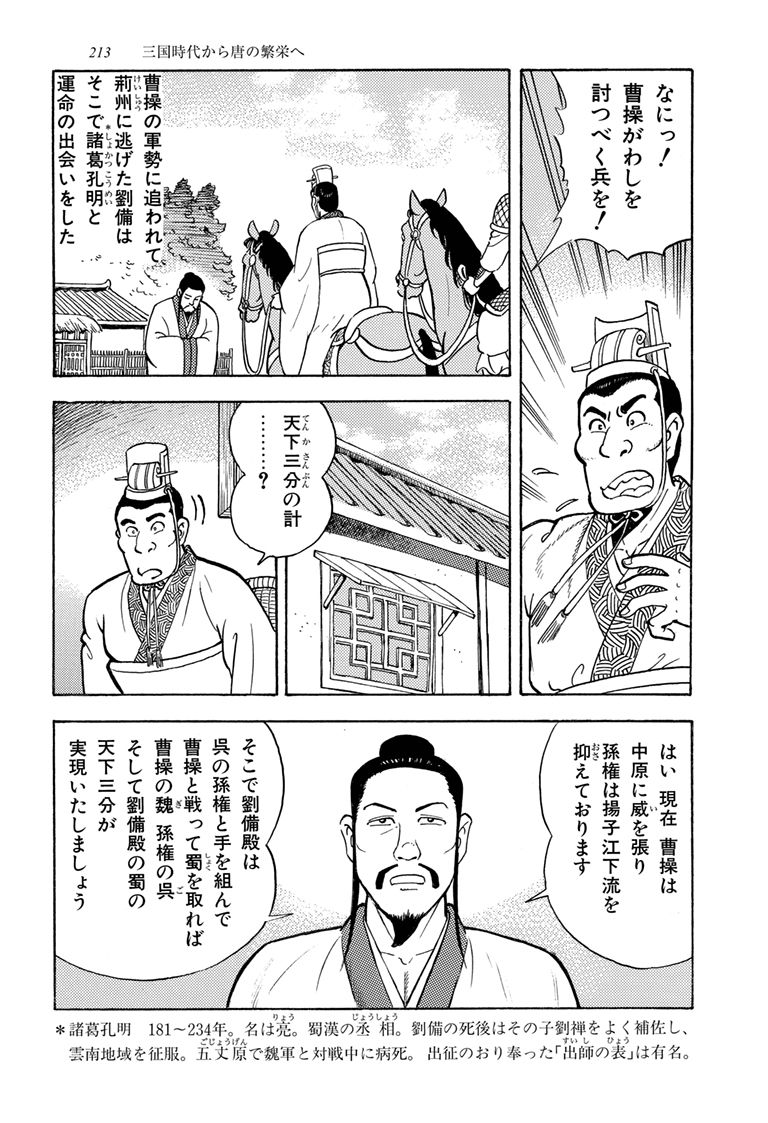 213 三国時代から唐の繁栄へ
なにっ！
曹操がわしを
討つべく兵を！
曹操の軍勢に追われて
荊州に逃げた劉備は
そこで＊諸葛孔明と
運命の出会いをした
天下三分の計
………？
はい 現在 曹操は
中原に威を張り
孫権は揚子江下流を
抑えております
そこで劉備殿は
呉の孫権と手を組んで
曹操と戦って蜀を取れば
曹操の魏 孫権の呉
そして劉備殿の蜀の
天下三分が
実現いたしましょう
＊諸葛孔明 181〜234年。名は亮。蜀漢の丞相。劉備の死後はその子劉禅をよく補佐し、
雲南地域を征服。五丈原で魏軍と対戦中に病死。出征のおり奉った「出師の表」は有名。